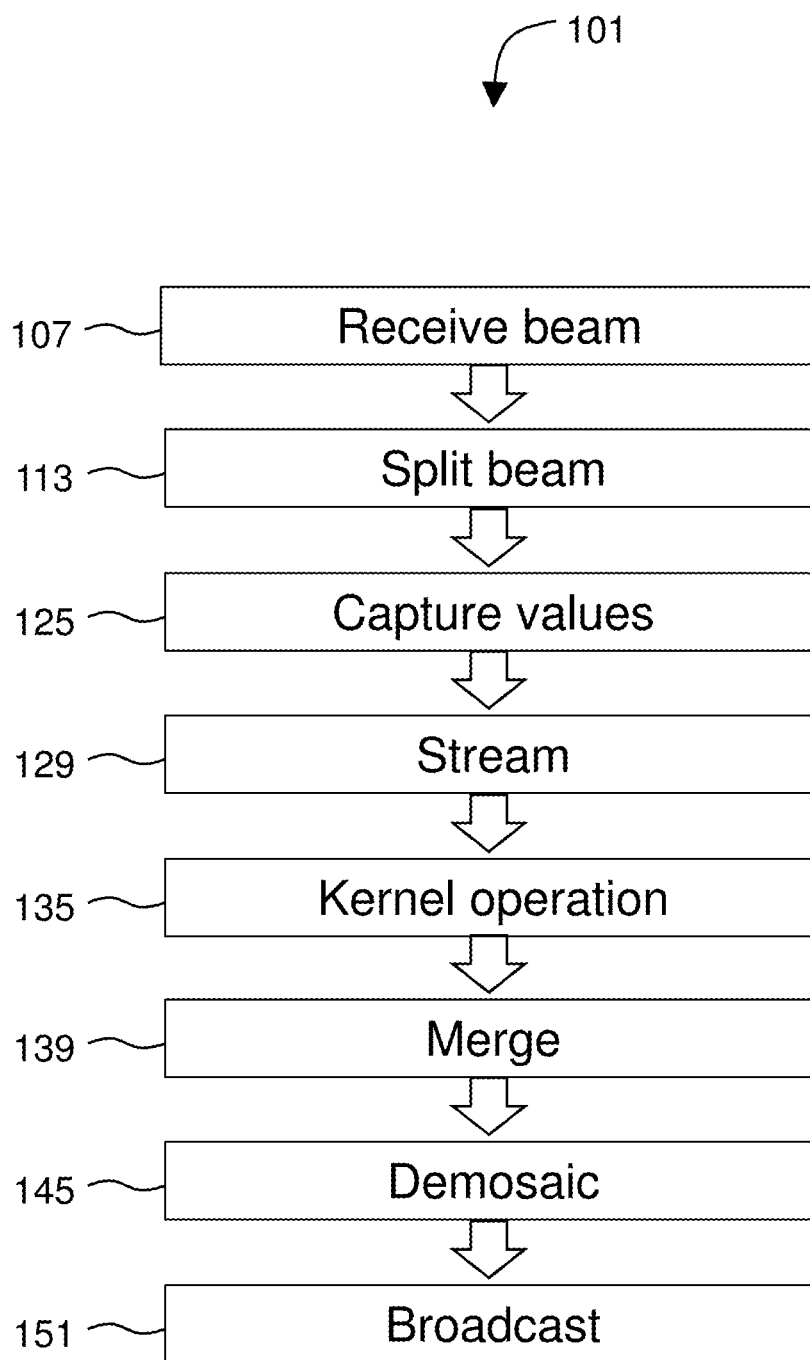 101
107 Receive beam
113 Split beam
125 Capture values
129 Stream
135 Kernel operation
139 Merge
145 Demosaic
151 Broadcast